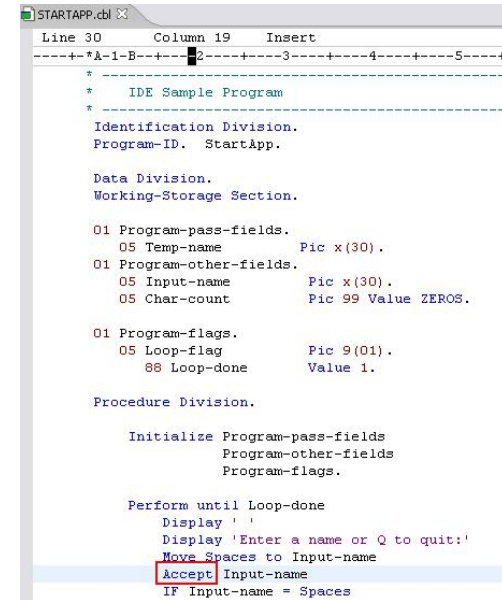 STARTAPP.cbl
Line 30 Column 19 Insert
----+-*A-1-B--+----2----+----3----+----4----+----5----+
* ----------------------------------------
* IDE Sample Program
* ----------------------------------------
Identification Division.
Program-ID. StartApp.
Data Division.
Working-Storage Section.
01 Program-pass-fields.
05 Temp-name Pic x(30).
01 Program-other-fields.
05 Input-name Pic x(30).
05 Char-count Pic 99 Value ZEROS.
01 Program-flags.
05 Loop-flag Pic 9(01).
88 Loop-done Value 1.
Procedure Division.
Initialize Program-pass-fields
Program-other-fields
Program-flags.
Perform until Loop-done
Display ' '
Display 'Enter a name or Q to quit:'
Move Spaces to Input-name
Accept Input-name
IF Input-name = Spaces